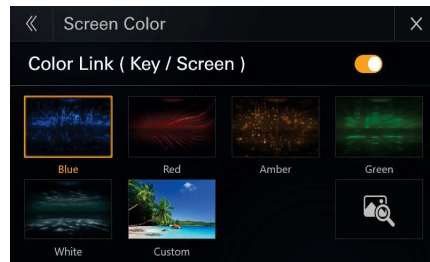 Screen Color
Color Link ( Key / Screen )
Blue Red Amber Green
White Custom